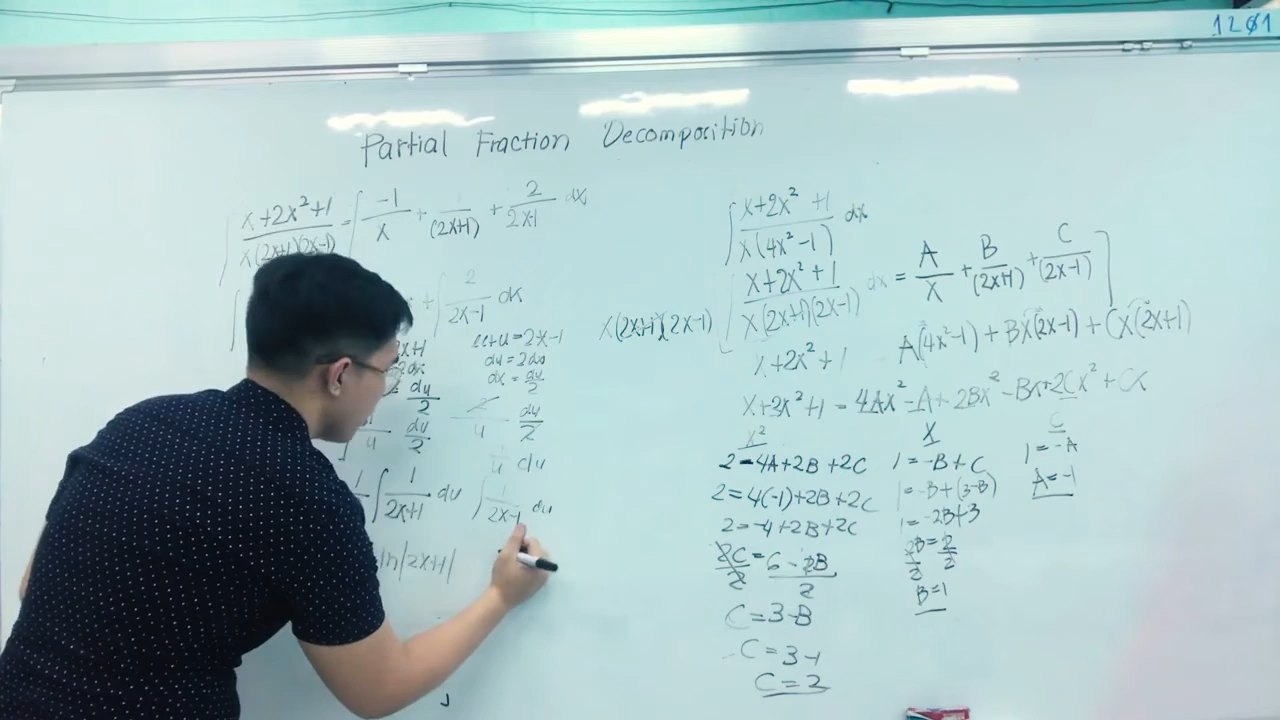 1201
Partial Fraction Decomposition
∫ x+2x²+1 / x(2x+1)(2x-1) = ∫ -1/x + 1/(2x+1) + 2/2x-1 dx
+ ∫ 2/2x-1 dx
2x+1
let u = 2x-1
du = 2dx
dx = du/2
du/2
2/u du/2
1/u du
∫ 1/2x+1 du ∫ 1/2x-1 du
ln|2x+1|
∫ x+2x² +1 / x(4x²-1) dx
x(2x+1)(2x-1) [∫ x+2x²+1 / x(2x+1)(2x-1) dx = A/x + B/(2x+1) + C/(2x-1)]
x+2x²+1 A(4x²-1) + Bx(2x-1) + Cx(2x+1)
x+2x²+1 = 4Ax²-A+2Bx²-Bx+2Cx²+Cx
x²
2=4A+2B+2C
2=4(-1)+2B+2C
2=-4+2B+2C
2C/2 = 6-2B/2
C=3-B
C=3-1
C=2
x
1=-B+C
1=-B+(3-B)
1=-2B+3
2B/2=2/2
B=1
C
1=-A
A=-1